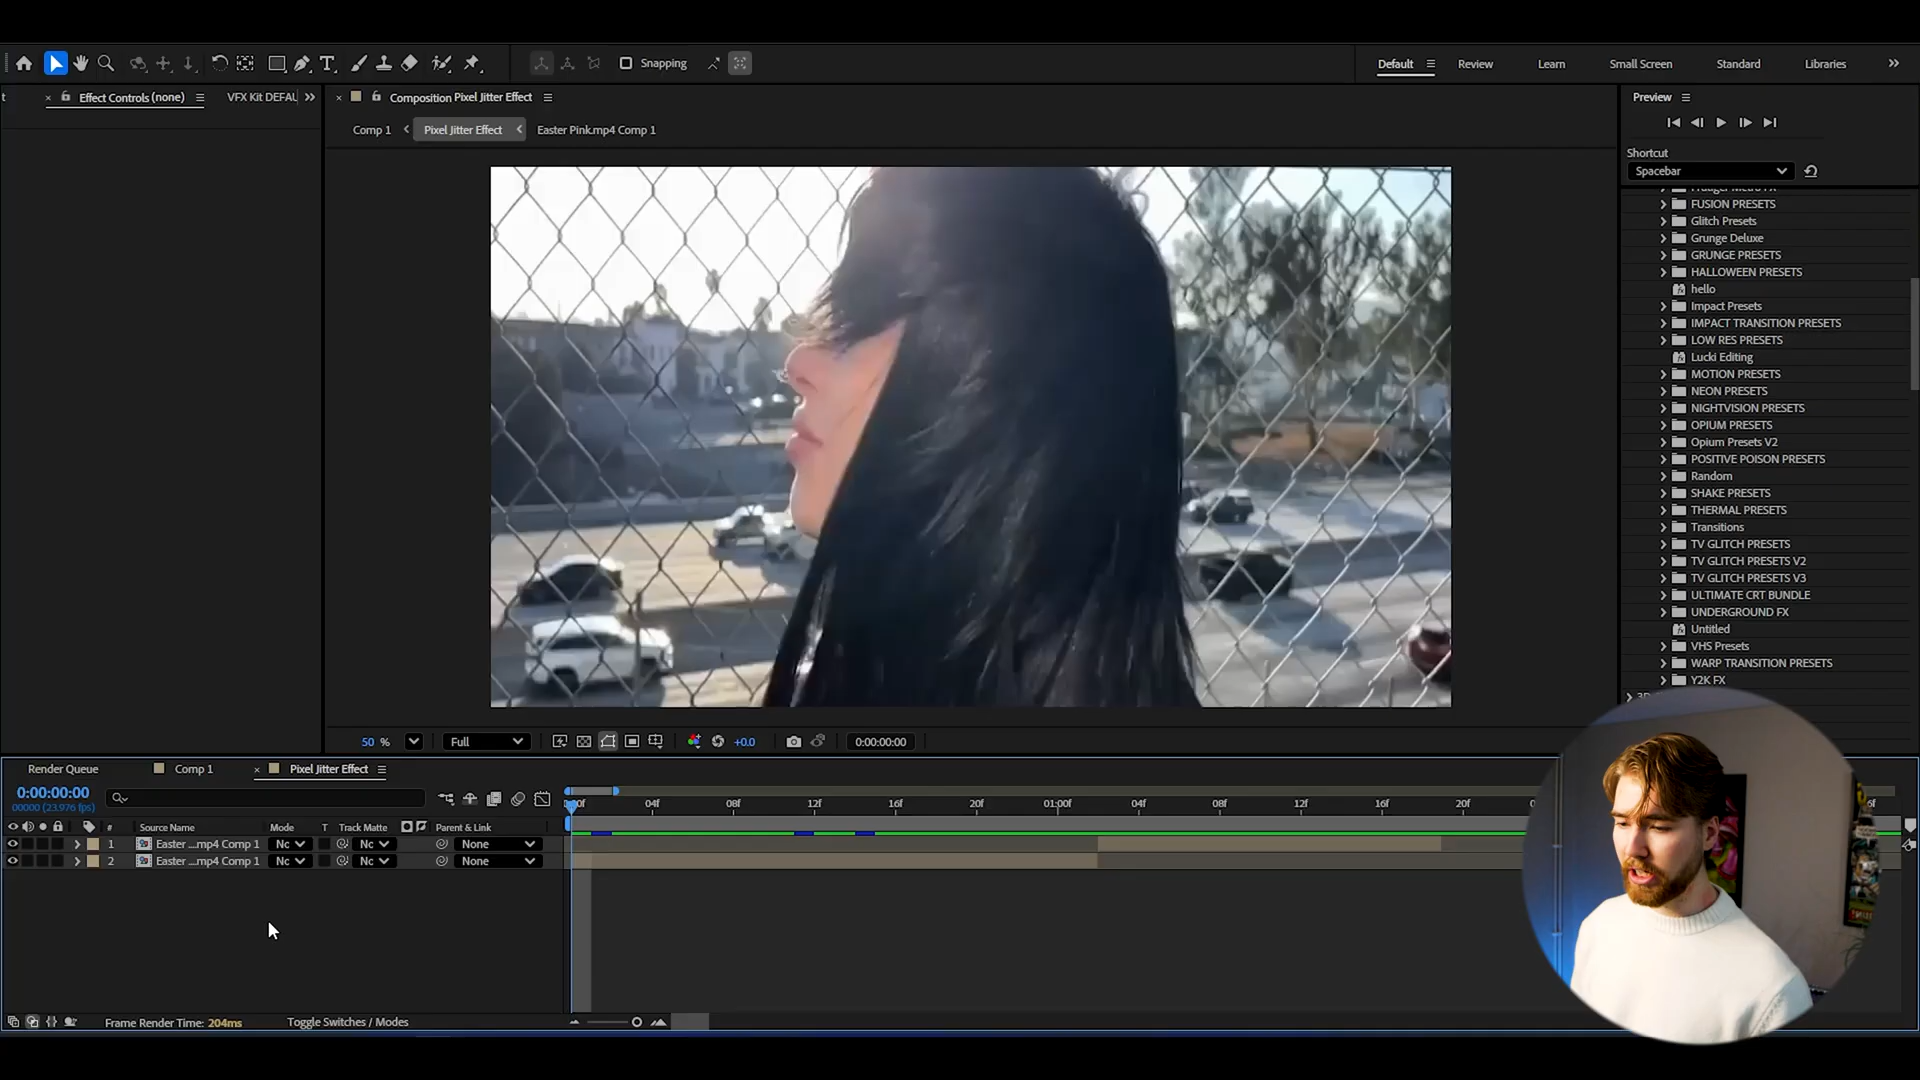 Snapping
Default
Review
Learn
Small Screen
Standard
Libraries
Effect Controls (none)
VFX Kit DEFAU
Composition Pixel Jitter Effect
Preview
Comp 1
Pixel Jitter Effect
Easter Pink.mp4 Comp 1
Shortcut
Spacebar
FUSION PRESETS
Glitch Presets
Grunge Deluxe
GRUNGE PRESETS
HALLOWEEN PRESETS
hello
Impact Presets
IMPACT TRANSITION PRESETS
LOW RES PRESETS
Lucki Editing
MOTION PRESETS
NEON PRESETS
NIGHTVISION PRESETS
OPIUM PRESETS
Opium Presets V2
POSITIVE POISON PRESETS
Random
SHAKE PRESETS
THERMAL PRESETS
Transitions
TV GLITCH PRESETS
TV GLITCH PRESETS V2
TV GLITCH PRESETS V3
ULTIMATE CRT BUNDLE
UNDERGROUND FX
Untitled
VHS Presets
WARP TRANSITION PRESETS
Y2K FX
50 %
Full
+0.0
0:00:00:00
Render Queue
Comp 1
Pixel Jitter Effect
0:00:00:00
00000 (23.976 fps)
04f 08f 12f 16f 20f 01:00f 04f 08f 12f 16f 20f
# Source Name Mode T Track Matte Parent & Link
1 Easter ...mp4 Comp 1 Nc Nc None
2 Easter ...mp4 Comp 1 Nc Nc None
Frame Render Time: 204ms
Toggle Switches / Modes